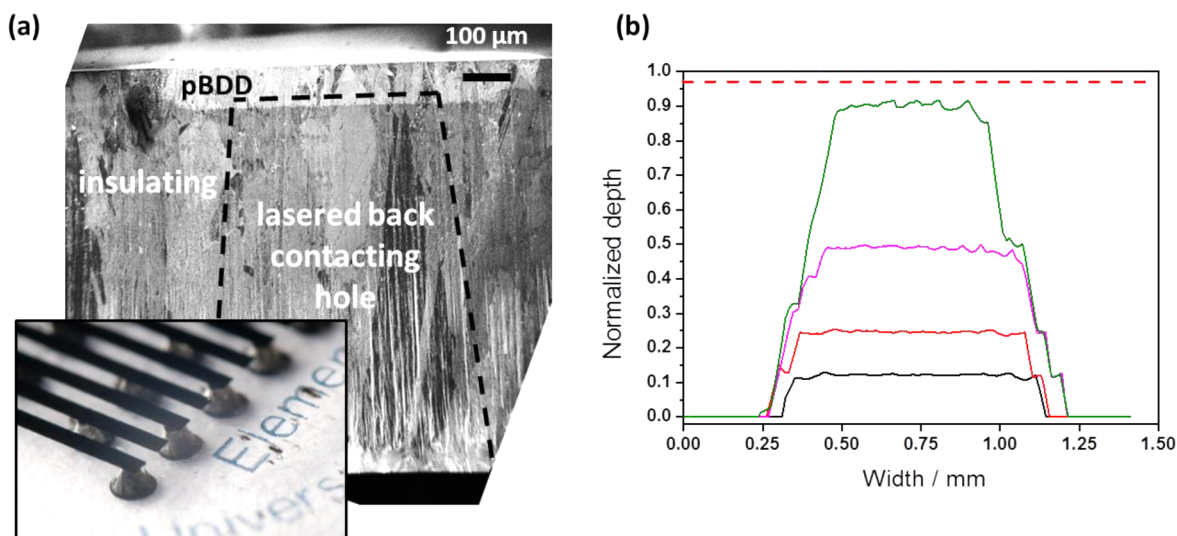 (a)
100 µm
pBDD
insulating
lasered back
contacting
hole
Elemen
Univers
(b)
1.0
0.9
0.8
0.7
0.6
0.5
0.4
0.3
0.2
0.1
0.0
Normalized depth
0.00 0.25 0.50 0.75 1.00 1.25 1.50
Width / mm